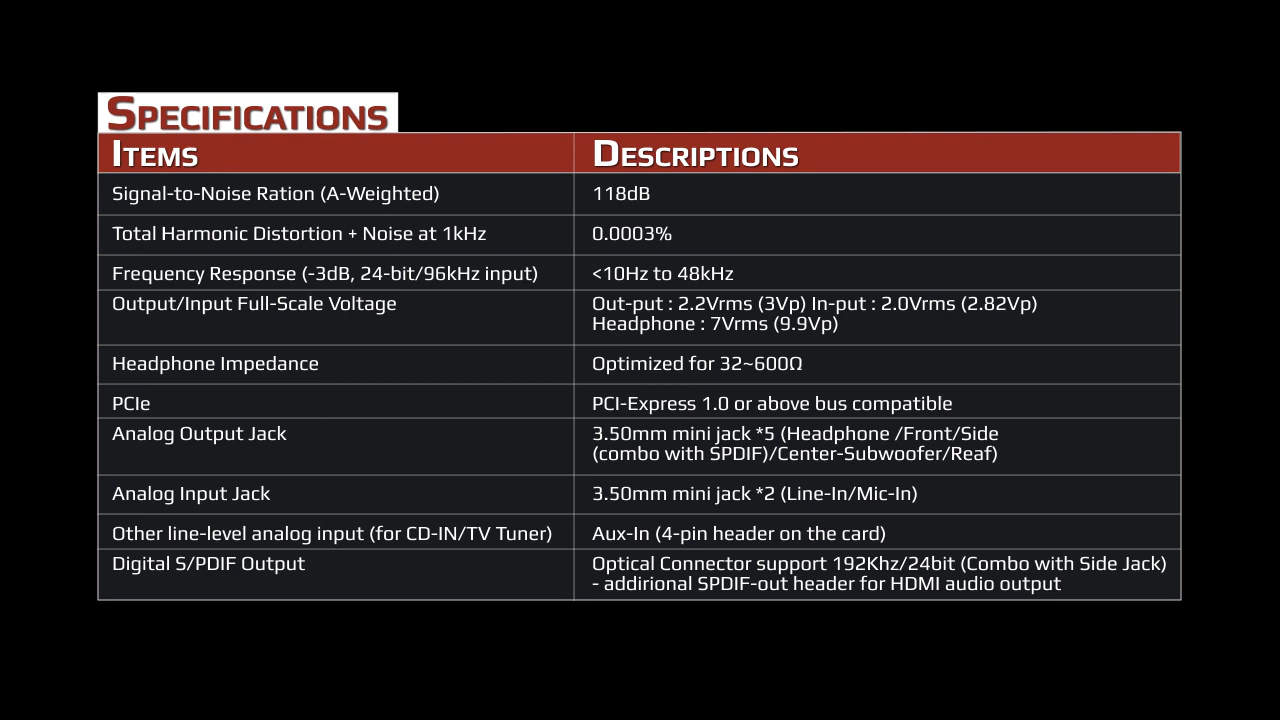 Specifications
Items Descriptions
Signal-to-Noise Ration (A-Weighted) 118dB
Total Harmonic Distortion + Noise at 1kHz 0.0003%
Frequency Response (-3dB, 24-bit/96kHz input) <10Hz to 48kHz
Output/Input Full-Scale Voltage Out-put : 2.2Vrms (3Vp) In-put : 2.0Vrms (2.82Vp)
Headphone : 7Vrms (9.9Vp)
Headphone Impedance Optimized for 32~600Ω
PCIe PCI-Express 1.0 or above bus compatible
Analog Output Jack 3.50mm mini jack *5 (Headphone /Front/Side
(combo with SPDIF)/Center-Subwoofer/Reaf)
Analog Input Jack 3.50mm mini jack *2 (Line-In/Mic-In)
Other line-level analog input (for CD-IN/TV Tuner) Aux-In (4-pin header on the card)
Digital S/PDIF Output Optical Connector support 192Khz/24bit (Combo with Side Jack)
- addirional SPDIF-out header for HDMI audio output